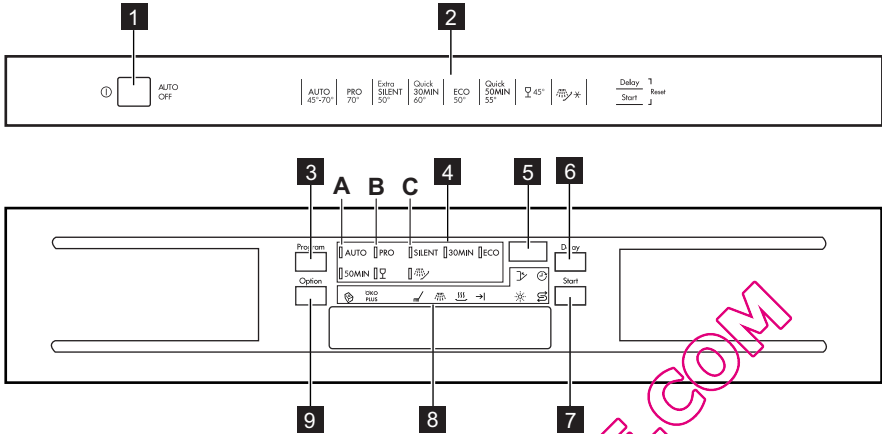 1
2
AUTO
OFF
AUTO
45°-70°
PRO
70°
Extra
SILENT
50°
Quick
30MIN
60°
ECO
50°
Quick
50MIN
55°
45°
Delay
Start
Reset
3
A
B
C
4
5
6
Program
AUTO
PRO
SILENT
30MIN
ECO
Delay
50MIN
Option
Start
ÖKO
PLUS
9
8
7
.COM